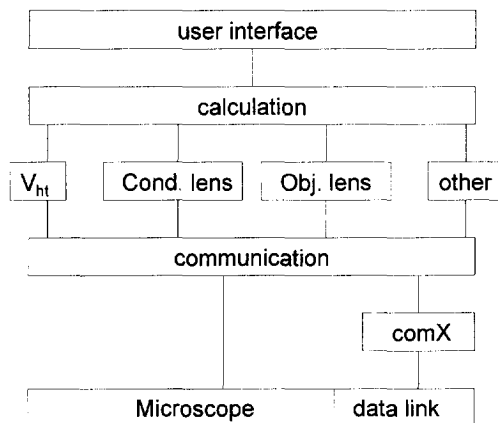 user interface
calculation
V_ht Cond. lens Obj. lens other
communication
comX
Microscope data link